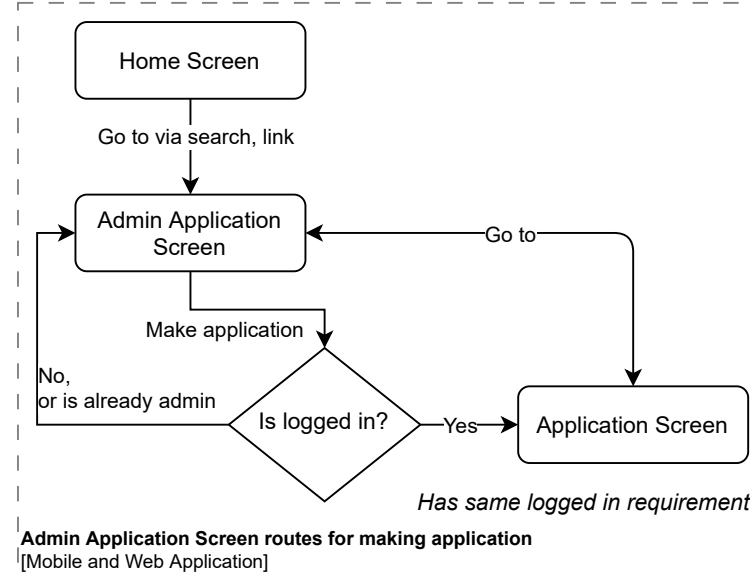 Home Screen
Go to via search, link
Admin Application
Screen
Go to
Make application
No,
or is already admin
Is logged in?
Yes
Application Screen
Has same logged in requirement
Admin Application Screen routes for making application
[Mobile and Web Application]